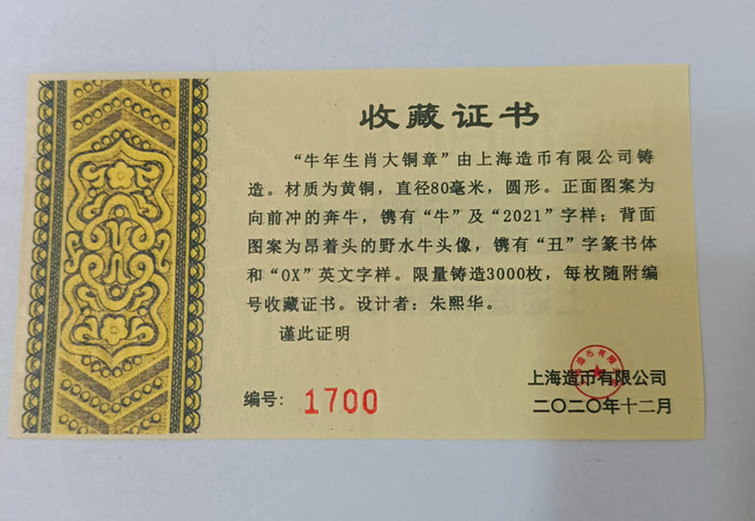 收藏证书
“牛年生肖大铜章”由上海造币有限公司铸
造。材质为黄铜，直径80毫米，圆形。正面图案为
向前冲的奔牛，镌有“牛”及“2021”字样；背面
图案为昂着头的野水牛头像，镌有“丑”字篆书体
和“OX”英文字样。限量铸造3000枚，每枚随附编
号收藏证书。设计者：朱熙华。
谨此证明
上海造币有限公司
编号：1700
二〇二〇年十二月